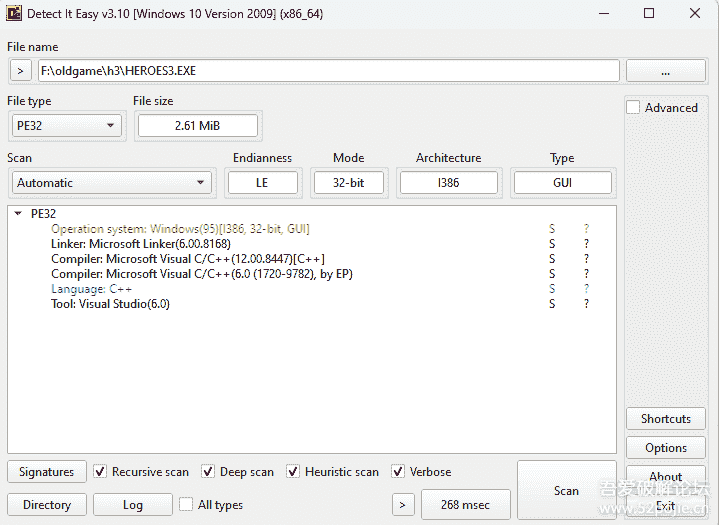 Detect It Easy v3.10 [Windows 10 Version 2009] (x86_64)
File name
> F:\oldgame\h3\HEROES3.EXE ...
File type File size
PE32 2.61 MiB
Advanced
Scan Endianness Mode Architecture Type
Automatic LE 32-bit I386 GUI
PE32
Operation system: Windows(95)[I386, 32-bit, GUI] S ?
Linker: Microsoft Linker(6.00.8168) S ?
Compiler: Microsoft Visual C/C++(12.00.8447)[C++] S ?
Compiler: Microsoft Visual C/C++(6.0 (1720-9782), by EP) S ?
Language: C++ S ?
Tool: Visual Studio(6.0) S ?
Shortcuts
Options
Signatures Recursive scan Deep scan Heuristic scan Verbose
About
Directory Log All types > 268 msec Scan
Exit
吾爱破解论坛
www.52pojie.cn